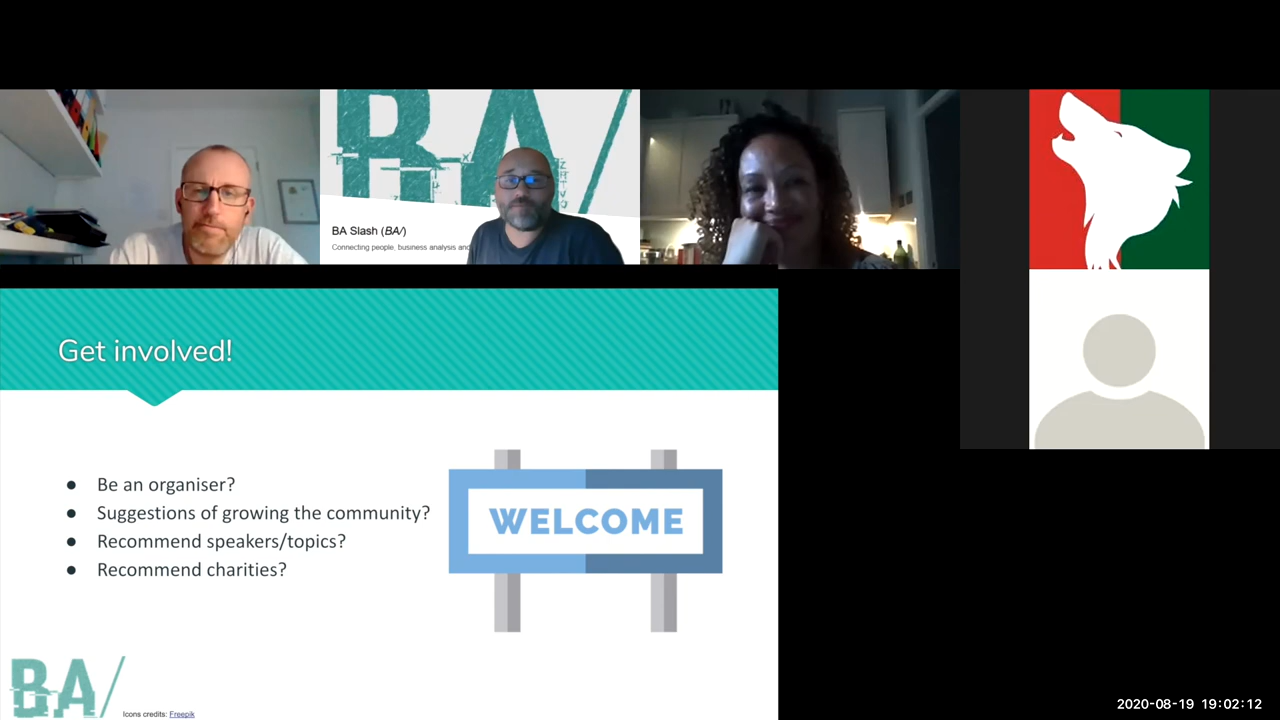 BA/
BA Slash (BA/)
Connecting people, business analysis and
Get involved!
● Be an organiser?
● Suggestions of growing the community?
● Recommend speakers/topics?
● Recommend charities?
WELCOME
BA/
Icons credits: Freepik
2020-08-19 19:02:12